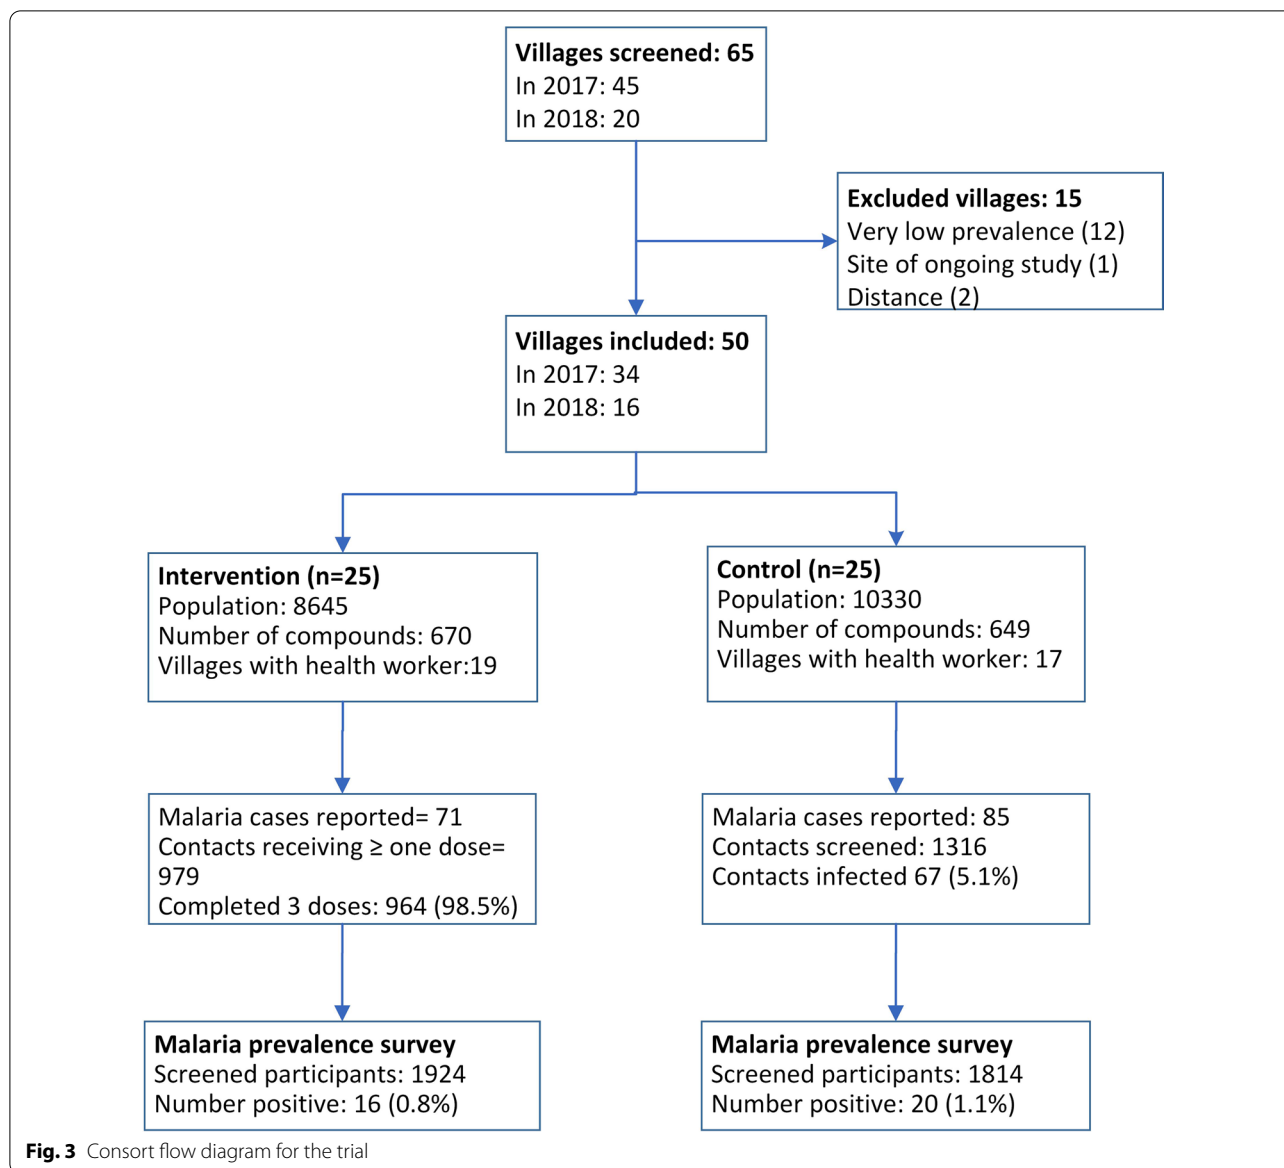 Villages screened: 65
In 2017: 45
In 2018: 20
Excluded villages: 15
Very low prevalence (12)
Site of ongoing study (1)
Distance (2)
Villages included: 50
In 2017: 34
In 2018: 16
Intervention (n=25)
Population: 8645
Number of compounds: 670
Villages with health worker:19
Control (n=25)
Population: 10330
Number of compounds: 649
Villages with health worker: 17
Malaria cases reported= 71
Contacts receiving ≥ one dose=
979
Completed 3 doses: 964 (98.5%)
Malaria cases reported: 85
Contacts screened: 1316
Contacts infected 67 (5.1%)
Malaria prevalence survey
Screened participants: 1924
Number positive: 16 (0.8%)
Malaria prevalence survey
Screened participants: 1814
Number positive: 20 (1.1%)
Fig. 3 Consort flow diagram for the trial